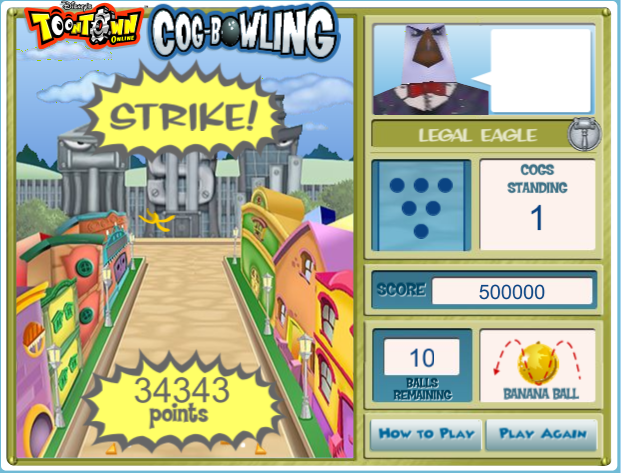 Disney's
TOONTOWN
ONLINE
COG-BOWLING
STRIKE!
LEGAL EAGLE
COGS
STANDING
1
SCORE
500000
34343
points
10
BALLS
REMAINING
BANANA BALL
HOW TO PLAY
PLAY AGAIN